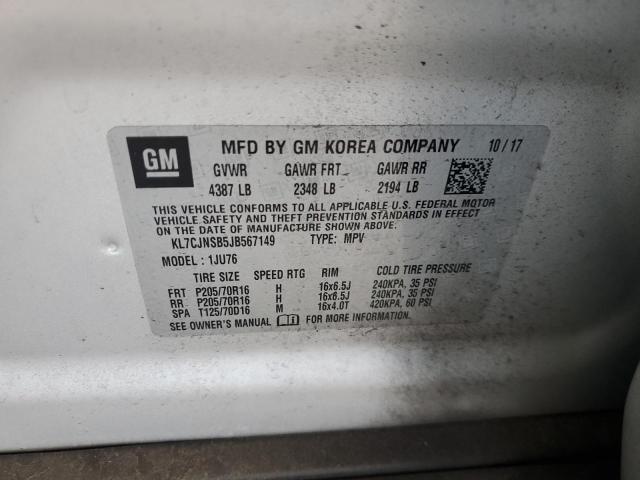 GM
MFD BY GM KOREA COMPANY 10/17
GVWR GAWR FRT GAWR RR
4387 LB 2348 LB 2194 LB
THIS VEHICLE CONFORMS TO ALL APPLICABLE U.S. FEDERAL MOTOR
VEHICLE SAFETY AND THEFT PREVENTION STANDARDS IN EFFECT
ON THE DATE OF MANUFACTURE SHOWN ABOVE.
KL7CJNSB5JB567149 TYPE: MPV
MODEL: 1JU76
TIRE SIZE SPEED RTG RIM COLD TIRE PRESSURE
FRT P205/70R16 H 16x6.5J 240KPA, 35 PSI
RR P205/70R16 H 16x6.5J 240KPA, 35 PSI
SPA T125/70D16 M 16x4.0T 420KPA, 60 PSI
SEE OWNER'S MANUAL i FOR MORE INFORMATION.